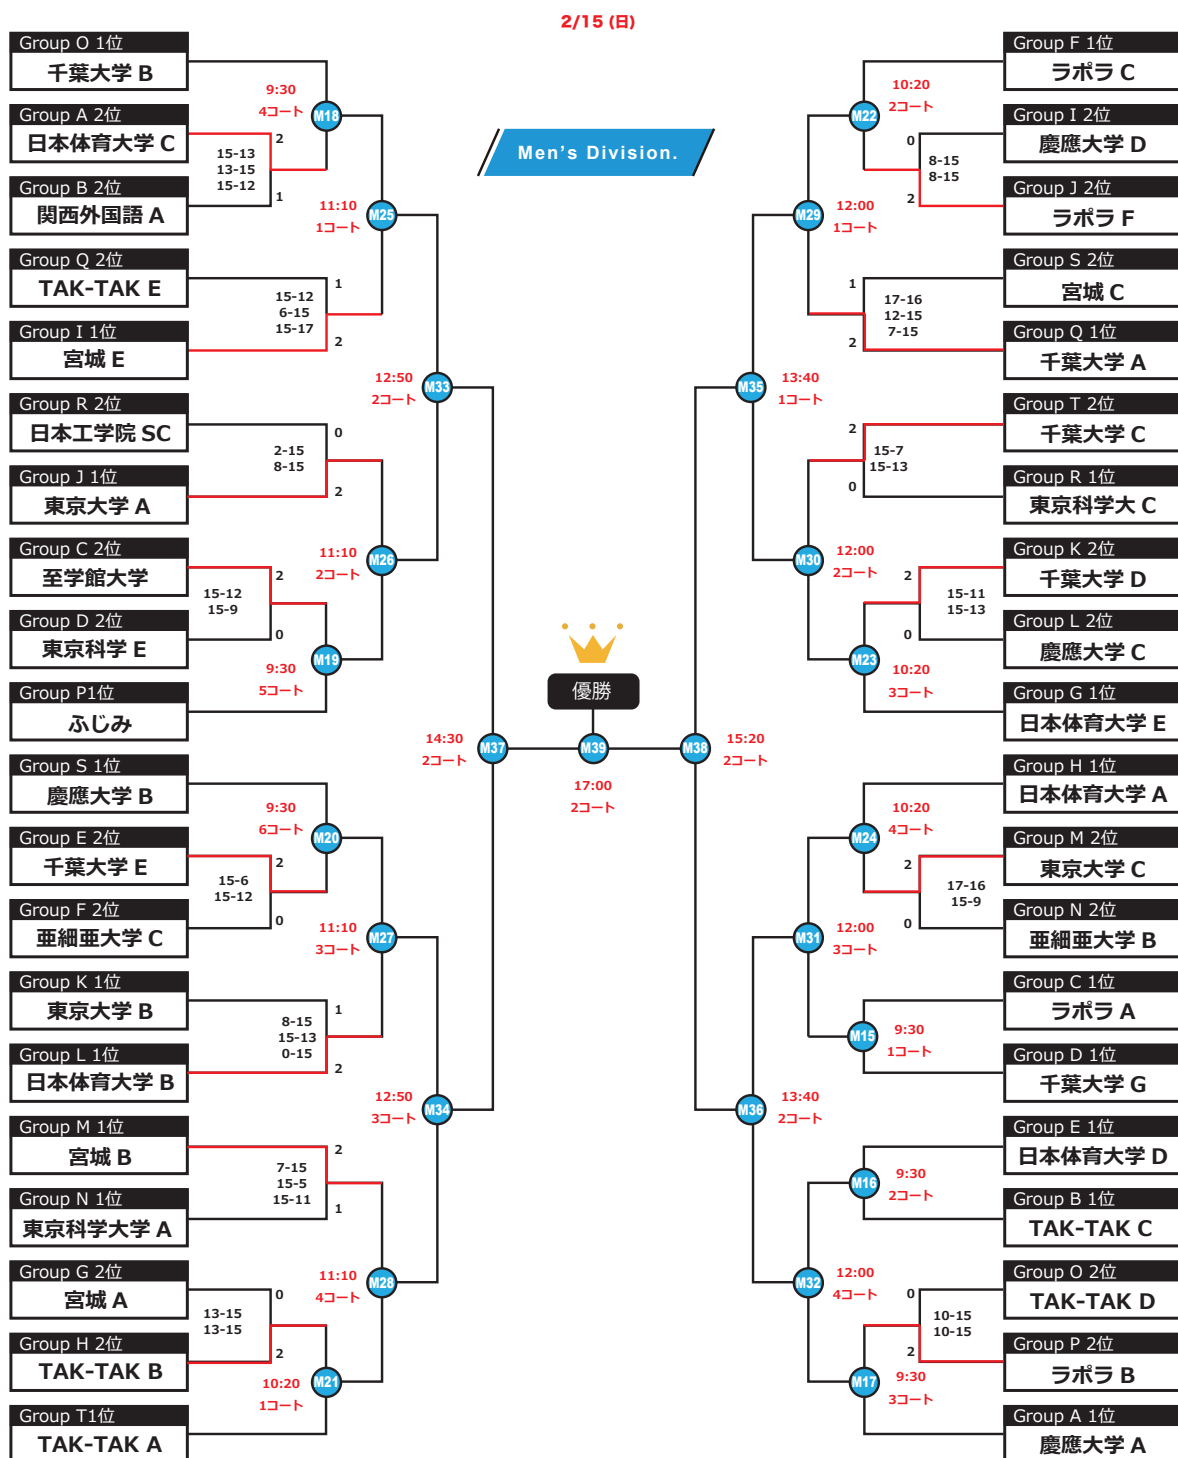 2/15 (日)
Men's Division.
Group O 1位
千葉大学 B
9:30
4コート
M18
Group A 2位
日本体育大学 C
2
15-13
13-15
15-12
1
Group B 2位
関西外国語 A
11:10
1コート
M25
Group Q 2位
TAK-TAK E
1
15-12
6-15
15-17
2
Group I 1位
宮城 E
12:50
2コート
M33
Group R 2位
日本工学院 SC
0
2-15
8-15
2
Group J 1位
東京大学 A
11:10
2コート
M26
Group C 2位
至学館大学
2
15-12
15-9
0
Group D 2位
東京科学 E
9:30
5コート
M19
Group P1位
ふじみ
14:30
2コート
M37
Group S 1位
慶應大学 B
9:30
6コート
M20
Group E 2位
千葉大学 E
2
15-6
15-12
0
Group F 2位
亜細亜大学 C
11:10
3コート
M27
Group K 1位
東京大学 B
1
8-15
15-13
0-15
2
Group L 1位
日本体育大学 B
12:50
3コート
M34
Group M 1位
宮城 B
2
7-15
15-5
15-11
1
Group N 1位
東京科学大学 A
11:10
4コート
M28
Group G 2位
宮城 A
0
13-15
13-15
2
Group H 2位
TAK-TAK B
10:20
1コート
M21
Group T1位
TAK-TAK A
優勝
M39
17:00
2コート
Group F 1位
ラポラ C
10:20
2コート
M22
Group I 2位
慶應大学 D
0
8-15
8-15
2
Group J 2位
ラポラ F
12:00
1コート
M29
Group S 2位
宮城 C
1
17-16
12-15
7-15
2
Group Q 1位
千葉大学 A
13:40
1コート
M35
Group T 2位
千葉大学 C
2
15-7
15-13
0
Group R 1位
東京科学大 C
12:00
2コート
M30
Group K 2位
千葉大学 D
2
15-11
15-13
0
Group L 2位
慶應大学 C
10:20
3コート
M23
Group G 1位
日本体育大学 E
15:20
2コート
M38
Group H 1位
日本体育大学 A
10:20
4コート
M24
Group M 2位
東京大学 C
2
17-16
15-9
0
Group N 2位
亜細亜大学 B
12:00
3コート
M31
Group C 1位
ラポラ A
9:30
1コート
M15
Group D 1位
千葉大学 G
13:40
2コート
M36
Group E 1位
日本体育大学 D
9:30
2コート
M16
Group B 1位
TAK-TAK C
12:00
4コート
M32
Group O 2位
TAK-TAK D
0
10-15
10-15
2
Group P 2位
ラポラ B
9:30
3コート
M17
Group A 1位
慶應大学 A